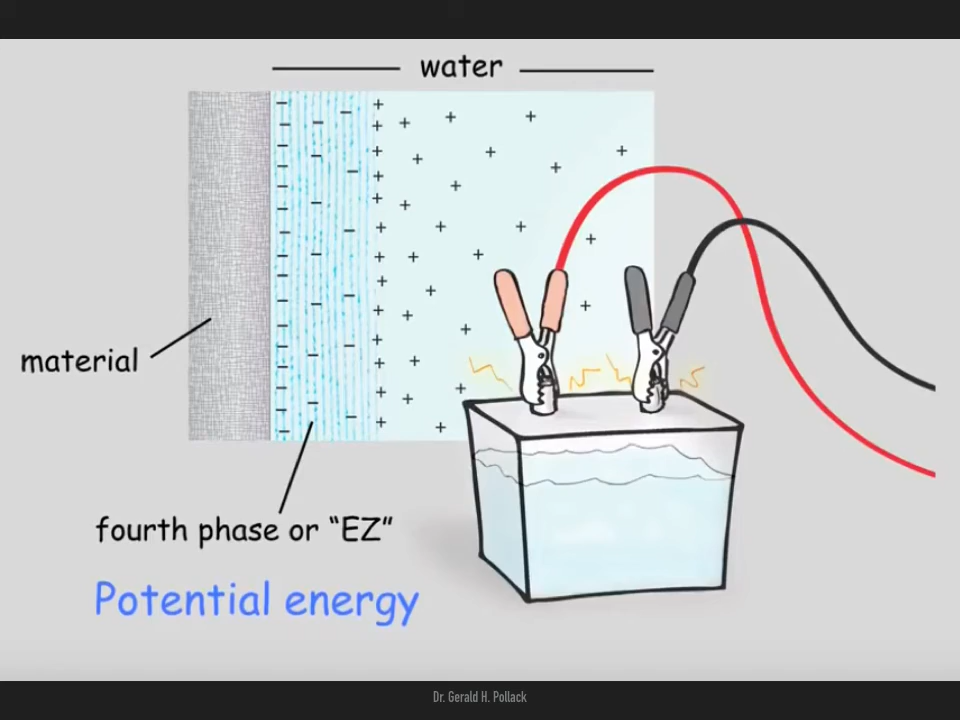 water
material
fourth phase or “EZ”
Potential energy
Dr. Gerald H. Pollack